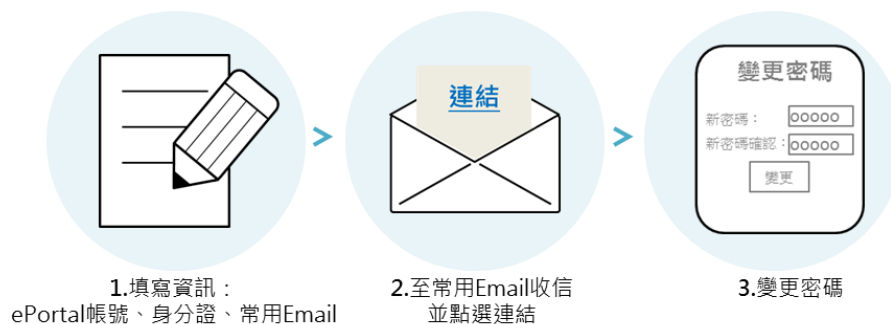 連結
變更密碼
新密碼：
ooooo
新密碼確認：
ooooo
變更
>
>
1.填寫資訊：
ePortal帳號、身分證、常用Email
2.至常用Email收信
並點選連結
3.變更密碼